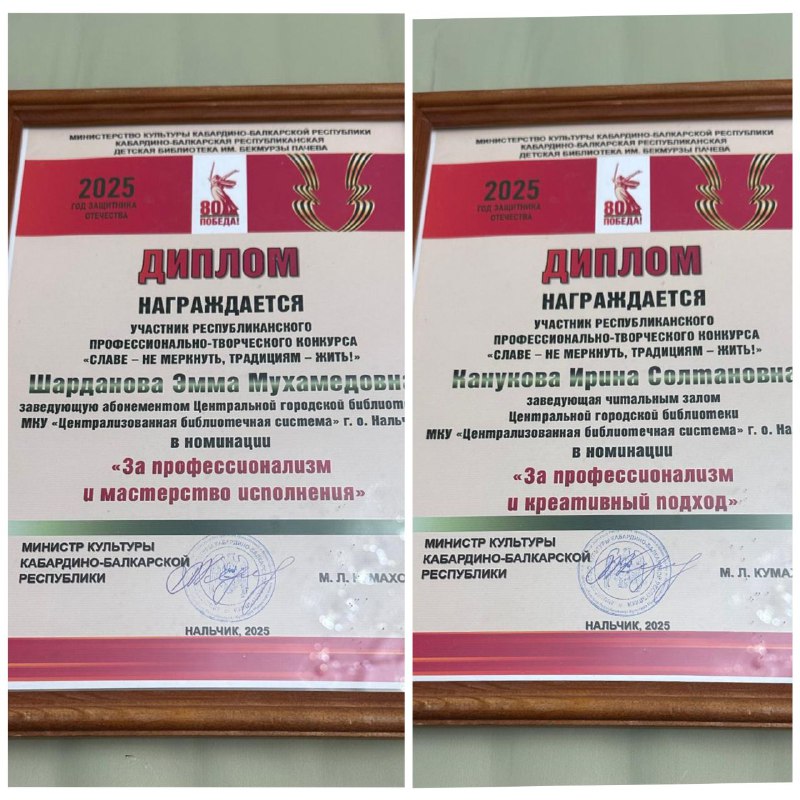 МИНИСТЕРСТВО КУЛЬТУРЫ КАБАРДИНО-БАЛКАРСКОЙ РЕСПУБЛИКИ
КАБАРДИНО-БАЛКАРСКАЯ РЕСПУБЛИКАНСКАЯ
ДЕТСКАЯ БИБЛИОТЕКА ИМ. БЕКМУРЗЫ ПАЧЕВА
2025
ГОД ЗАЩИТНИКА
ОТЕЧЕСТВА
80
ПОБЕДА!
ДИПЛОМ
НАГРАЖДАЕТСЯ
УЧАСТНИК РЕСПУБЛИКАНСКОГО
ПРОФЕССИОНАЛЬНО-ТВОРЧЕСКОГО КОНКУРСА
«СЛАВЕ – НЕ МЕРКНУТЬ, ТРАДИЦИЯМ – ЖИТЬ!»
Шарданова Эмма Мухамедовна
заведующую абонементом Центральной городской библиоте
МКУ «Централизованная библиотечная система» г. о. Нальч
в номинации
«За профессионализм
и мастерство исполнения»
МИНИСТР КУЛЬТУРЫ
КАБАРДИНО-БАЛКАРСКОЙ
РЕСПУБЛИКИ
М. Л. КУМАХО
НАЛЬЧИК, 2025
МИНИСТЕРСТВО КУЛЬТУРЫ КАБАРДИНО-БАЛКАРСКОЙ РЕСПУБЛИКИ
КАБАРДИНО-БАЛКАРСКАЯ РЕСПУБЛИКАНСКАЯ
ДЕТСКАЯ БИБЛИОТЕКА ИМ. БЕКМУРЗЫ ПАЧЕВА
2025
ГОД ЗАЩИТНИКА
ОТЕЧЕСТВА
80
ПОБЕДА!
ДИПЛОМ
НАГРАЖДАЕТСЯ
УЧАСТНИК РЕСПУБЛИКАНСКОГО
ПРОФЕССИОНАЛЬНО-ТВОРЧЕСКОГО КОНКУРСА
«СЛАВЕ – НЕ МЕРКНУТЬ, ТРАДИЦИЯМ – ЖИТЬ!»
Канукова Ирина Солтановна
заведующая читальным залом
Центральной городской библиотеки
МКУ «Централизованная библиотечная система» г. о. Нал
в номинации
«За профессионализм
и креативный подход»
МИНИСТР КУЛЬТУРЫ
КАБАРДИНО-БАЛКАРСКОЙ
РЕСПУБЛИКИ
М. Л. КУМАХ
НАЛЬЧИК, 2025